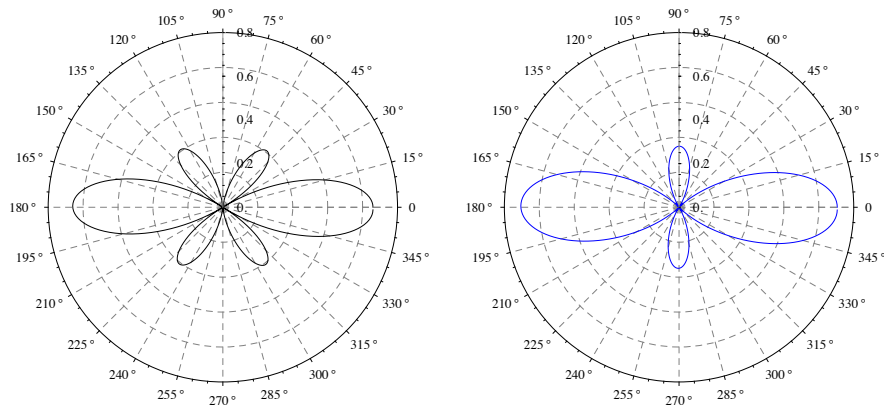 90 °
105 ° 75 °
120 ° 60 °
135 ° 45 °
150 ° 30 °
165 ° 15 °
180 ° 0
195 ° 345 °
210 ° 330 °
225 ° 315 °
240 ° 300 °
255 ° 285 °
270 °
0.8
0.6
0.4
0.2
0
90 °
105 ° 75 °
120 ° 60 °
135 ° 45 °
150 ° 30 °
165 ° 15 °
180 ° 0
195 ° 345 °
210 ° 330 °
225 ° 315 °
240 ° 300 °
255 ° 285 °
270 °
0.8
0.6
0.4
0.2
0